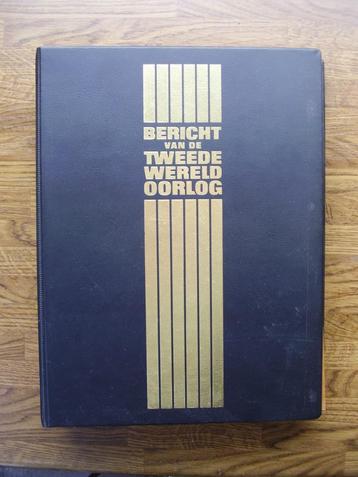 BERICHT
VAN DE
TWEEDE
WERELD
OORLOG